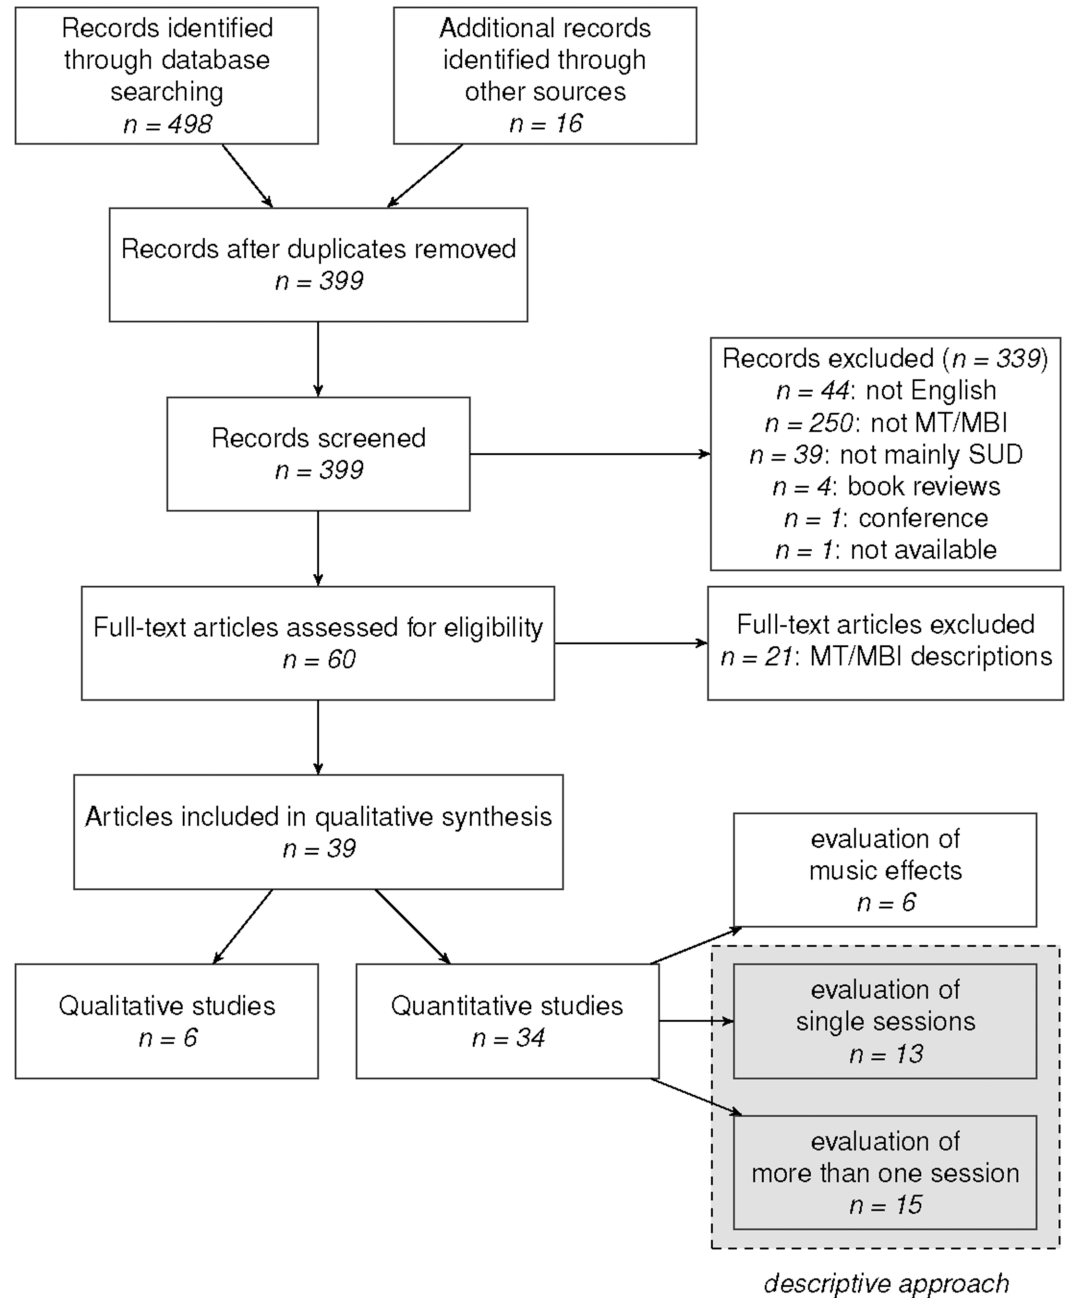 Records identified
through database
searching
n = 498
Additional records
identified through
other sources
n = 16
Records after duplicates removed
n = 399
Records screened
n = 399
Records excluded (n = 339)
n = 44: not English
n = 250: not MT/MBI
n = 39: not mainly SUD
n = 4: book reviews
n = 1: conference
n = 1: not available
Full-text articles assessed for eligibility
n = 60
Full-text articles excluded
n = 21: MT/MBI descriptions
Articles included in qualitative synthesis
n = 39
Qualitative studies
n = 6
Quantitative studies
n = 34
evaluation of
music effects
n = 6
evaluation of
single sessions
n = 13
evaluation of
more than one session
n = 15
descriptive approach